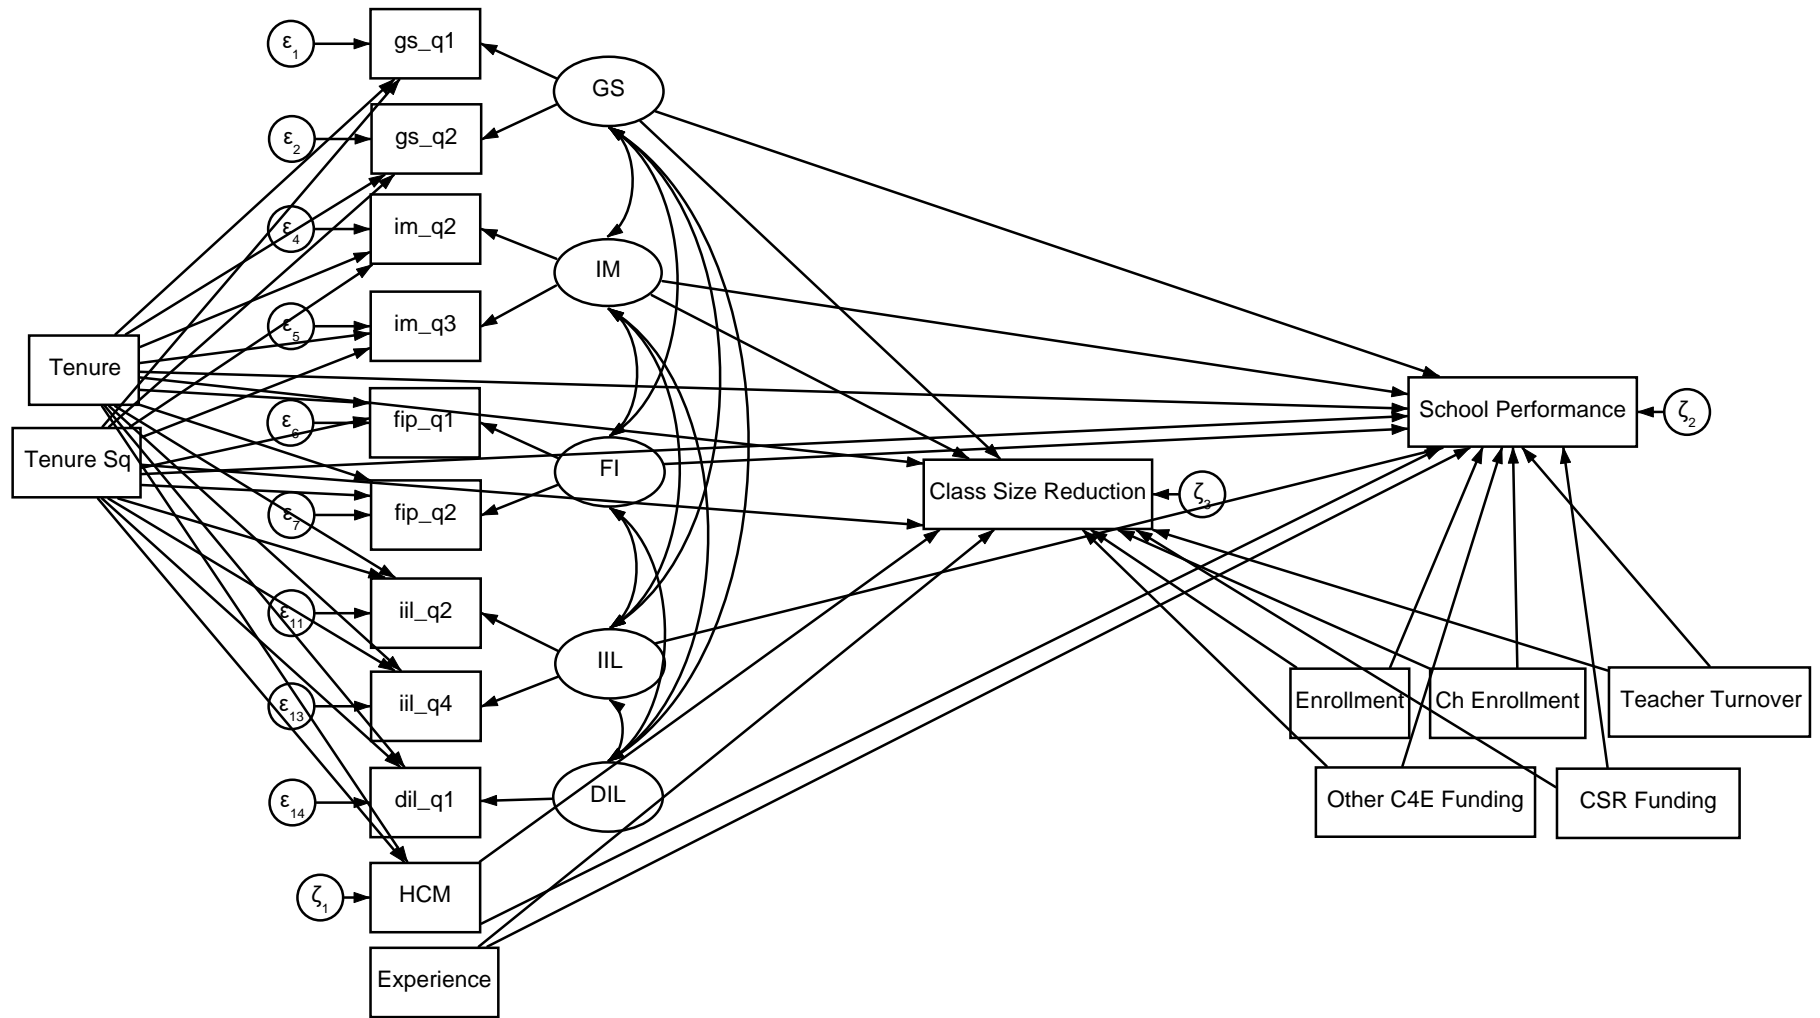 ε1
gs_q1
GS
ε2
gs_q2
ε4
im_q2
IM
ε5
im_q3
Tenure
ε6
fip_q1
School Performance
ζ2
Tenure Sq
FI
Class Size Reduction
ζ3
ε7
fip_q2
ε11
iil_q2
IIL
ε13
iil_q4
Enrollment
Ch Enrollment
Teacher Turnover
ε14
dil_q1
DIL
Other C4E Funding
CSR Funding
ζ1
HCM
Experience